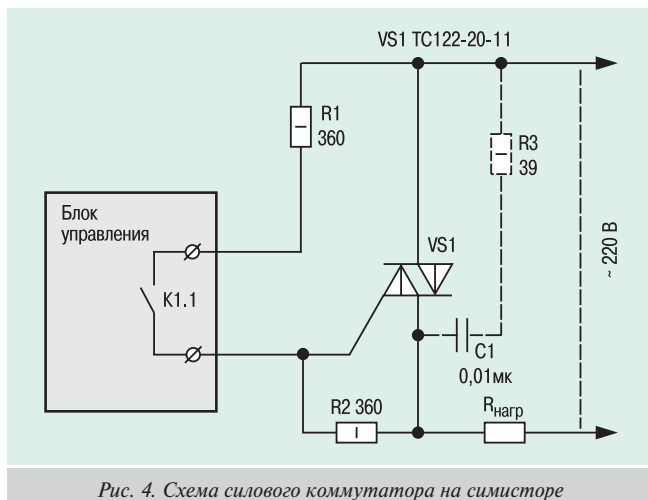 VS1 TC122-20-11
R1
360
R3
39
Блок
управления
K1.1
VS1
~ 220 В
C1
0,01мк
R2 360
Rнагр
Рис. 4. Схема силового коммутатора на симисторе